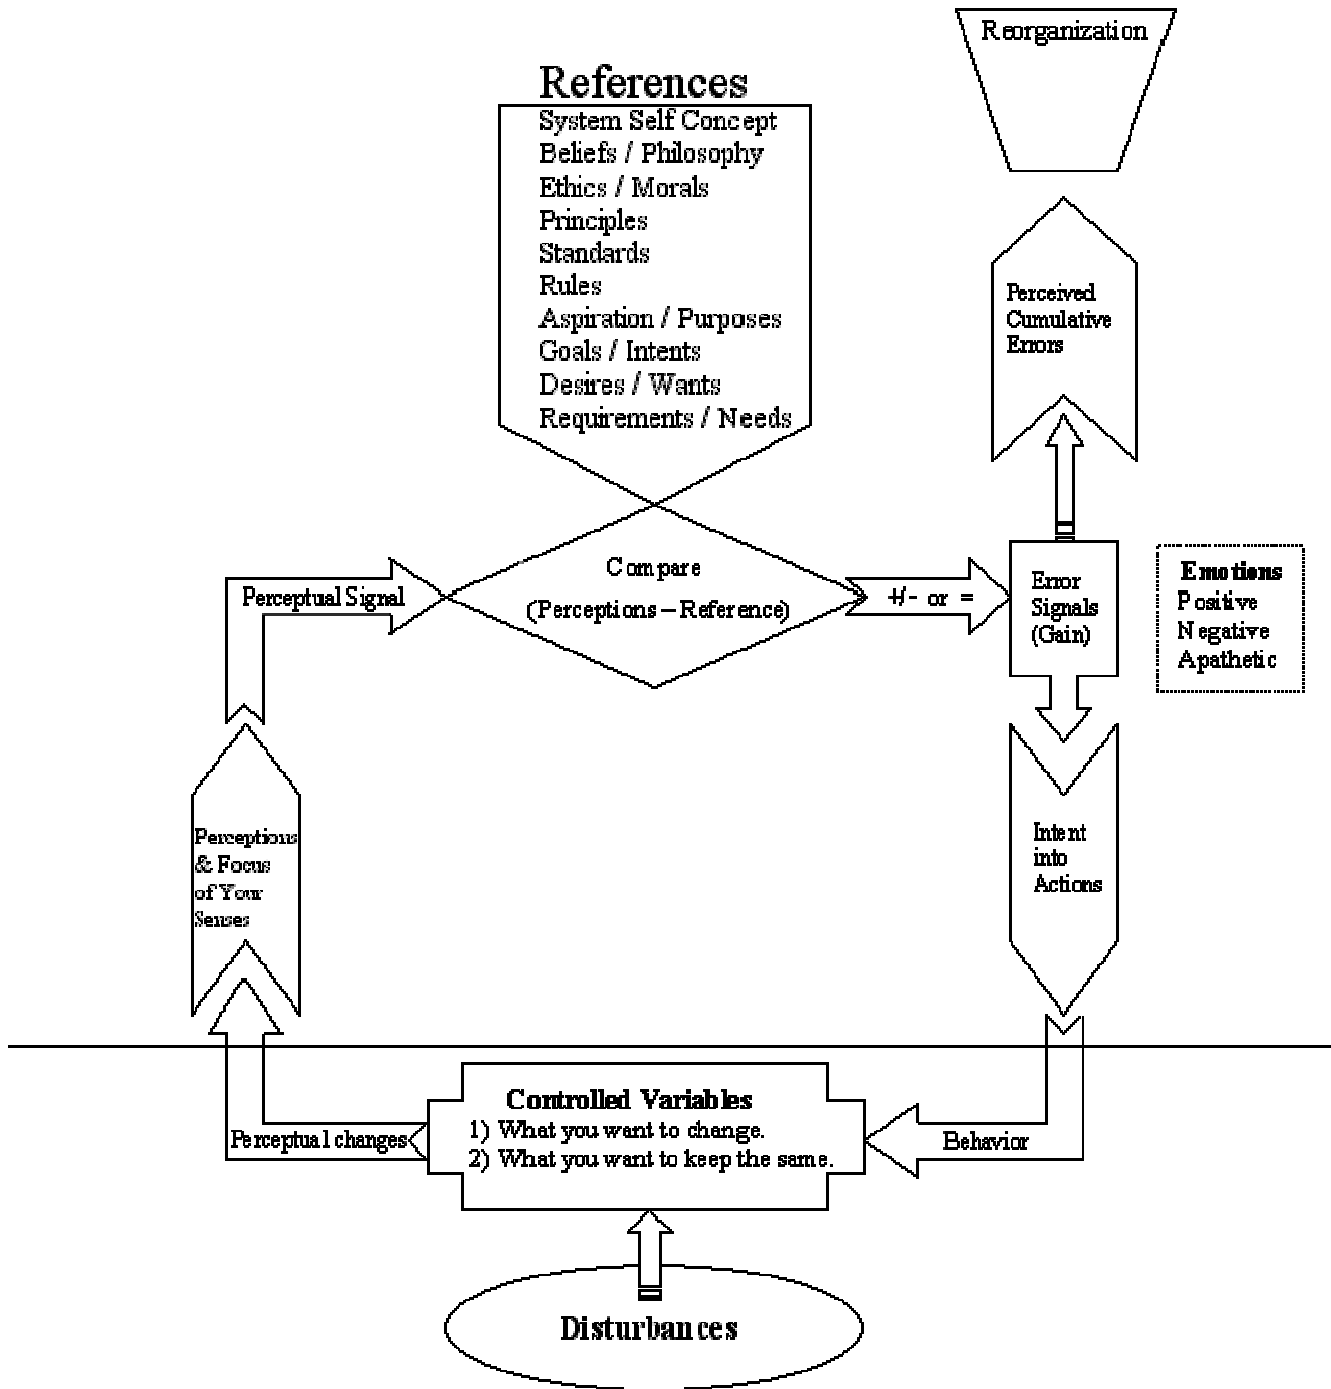 Reorganization
References
System Self Concept
Beliefs / Philosophy
Ethics / Morals
Principles
Standards
Rules
Aspiration / Purposes
Goals / Intents
Desires / Wants
Requirements / Needs
Perceived
Cumulative
Errors
Compare
(Perceptions – Reference)
Perceptual Signal
+/- or =
Error
Signals
(Gain)
Emotions
Positive
Negative
Apathetic
Perceptions
& Focus
of Your
Senses
Intent
into
Actions
Controlled Variables
1) What you want to change.
2) What you want to keep the same.
Perceptual changes
Behavior
Disturbances